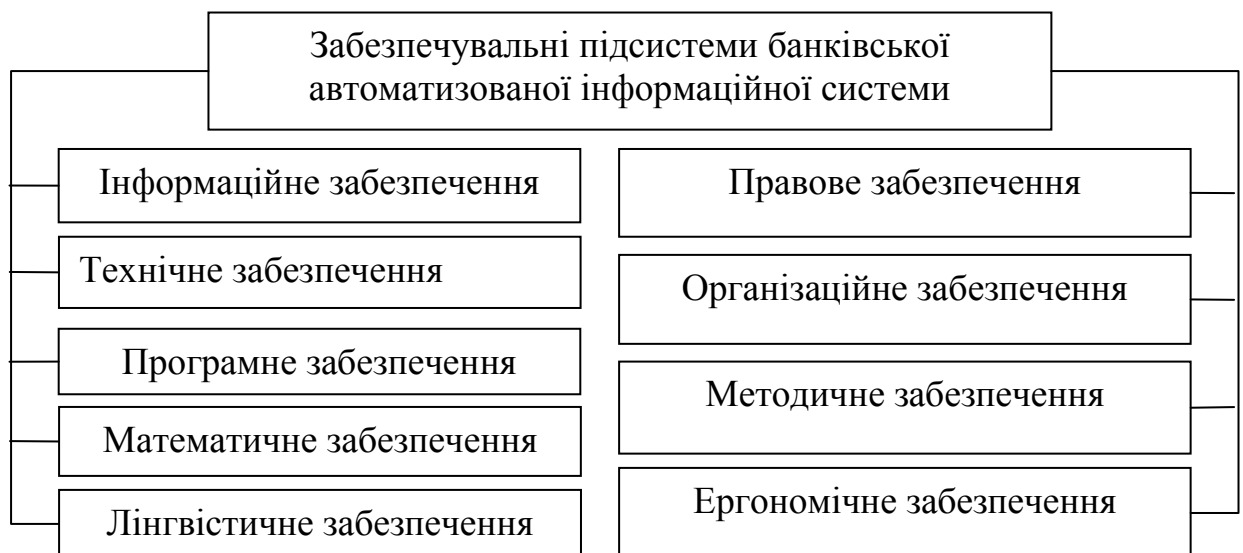 Забезпечувальні підсистеми банківської
автоматизованої інформаційної системи
Інформаційне забезпечення
Технічне забезпечення
Програмне забезпечення
Математичне забезпечення
Лінгвістичне забезпечення
Правове забезпечення
Організаційне забезпечення
Методичне забезпечення
Ергономічне забезпечення